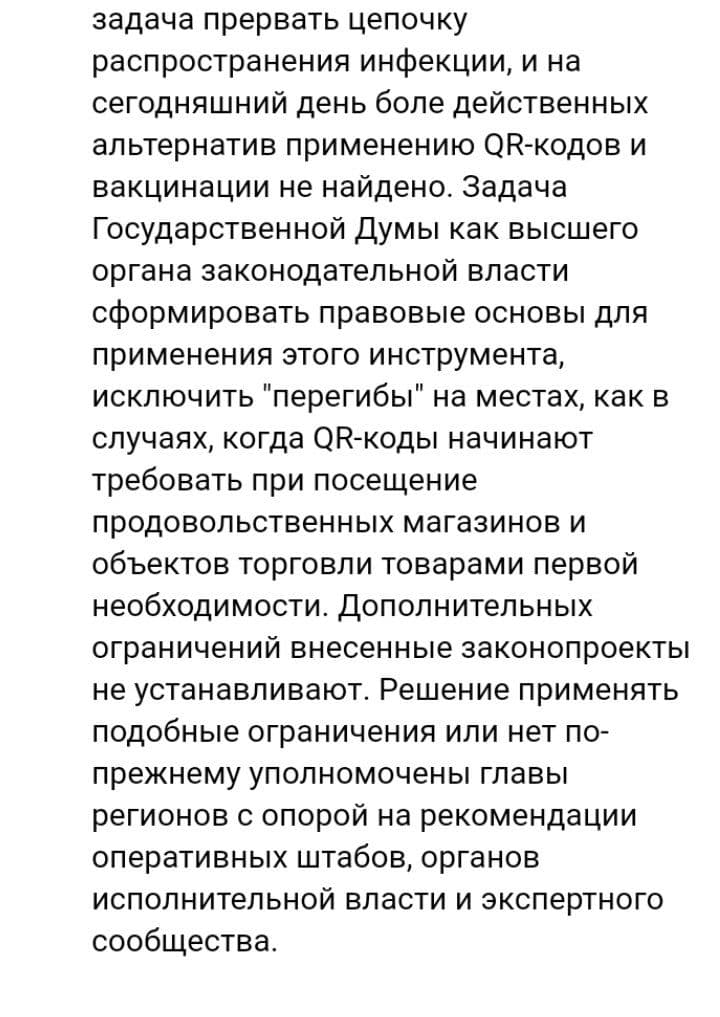 задача прервать цепочку
распространения инфекции, и на
сегодняшний день боле действенных
альтернатив применению QR-кодов и
вакцинации не найдено. Задача
Государственной Думы как высшего
органа законодательной власти
сформировать правовые основы для
применения этого инструмента,
исключить "перегибы" на местах, как в
случаях, когда QR-коды начинают
требовать при посещение
продовольственных магазинов и
объектов торговли товарами первой
необходимости. Дополнительных
ограничений внесенные законопроекты
не устанавливают. Решение применять
подобные ограничения или нет по-
прежнему уполномочены главы
регионов с опорой на рекомендации
оперативных штабов, органов
исполнительной власти и экспертного
сообщества.